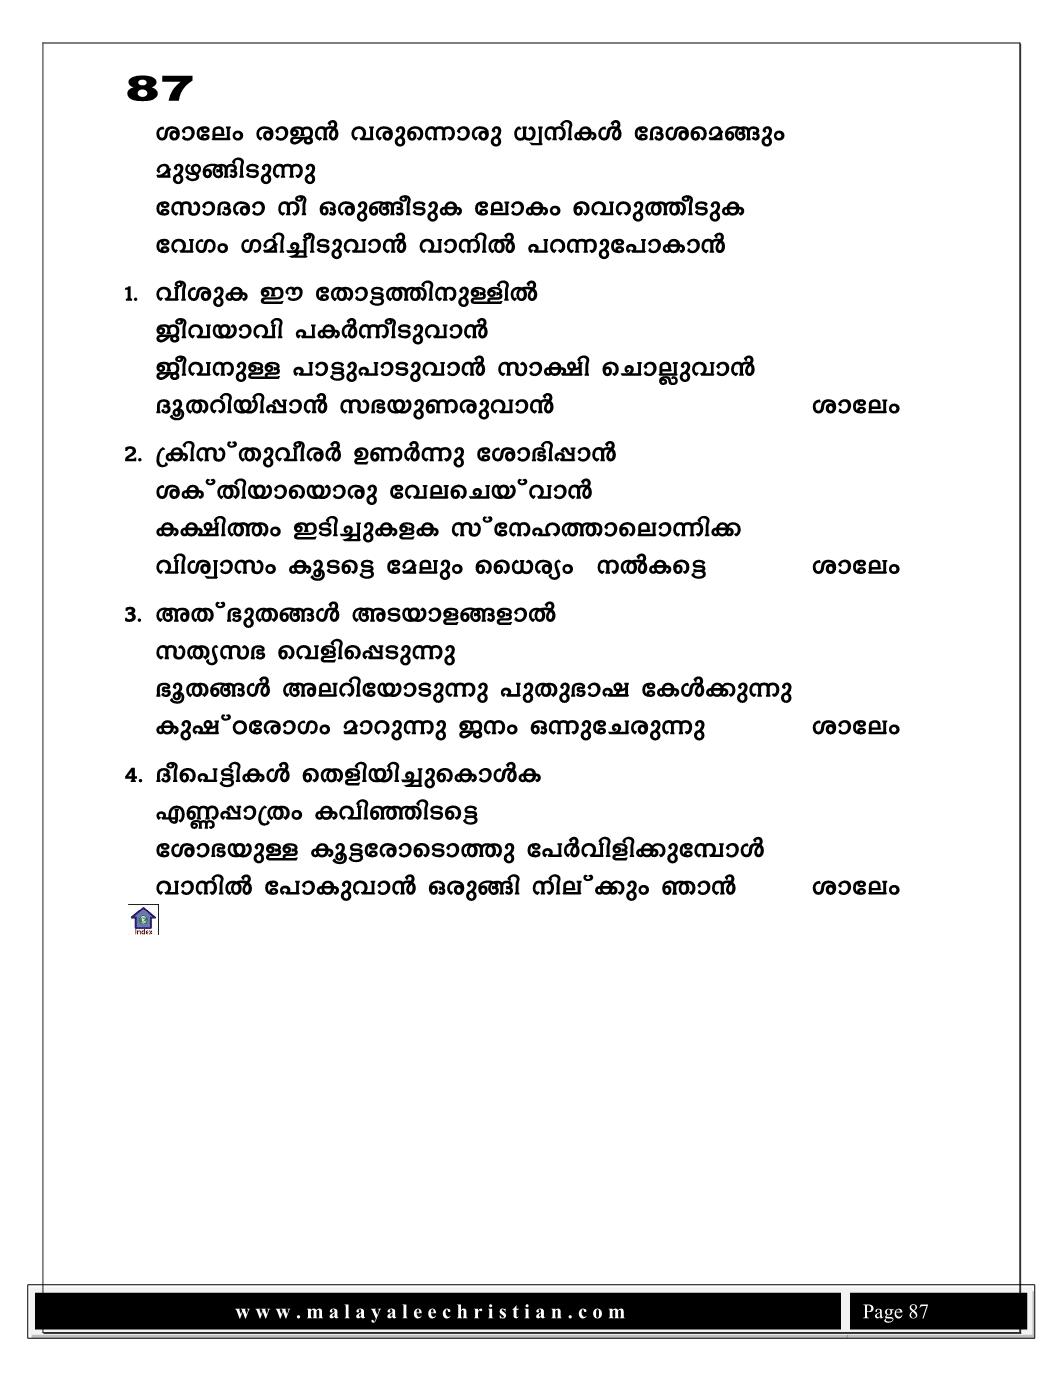 87
ശാലേം രാജൻ വരുന്നൊരു ധ്വനികൾ ദേശമെങ്ങും
മുഴങ്ങിടുന്നു
സോദരാ നീ ഒരുങ്ങീടുക ലോകം വെറുത്തീടുക
വേഗം ഗമിച്ചീടുവാൻ വാനിൽ പറന്നുപോകാൻ
1. വീശുക ഈ തോട്ടത്തിനുള്ളിൽ
ജീവയാവി പകർന്നീടുവാൻ
ജീവനുള്ള പാട്ടുപാടുവാൻ സാക്ഷി ചൊല്ലുവാൻ
ദൂതറിയിപ്പാൻ സഭയുണരുവാൻ ശാലേം
2. ക്രിസ്തുവീരർ ഉണർന്നു ശോഭിപ്പാൻ
ശക്തിയായൊരു വേലചെയ്‌വാൻ
കക്ഷിത്തം ഇടിച്ചുകളക സ്നേഹത്താലൊന്നിക്ക
വിശ്വാസം കൂടട്ടെ മേലും ധൈര്യം നൽകട്ടെ ശാലേം
3. അത്ഭുതങ്ങൾ അടയാളങ്ങളാൽ
സത്യസഭ വെളിപ്പെടുന്നു
ഭൂതങ്ങൾ അലറിയോടുന്നു പുതുഭാഷ കേൾക്കുന്നു
കുഷ്ഠരോഗം മാറുന്നു ജനം ഒന്നുചേരുന്നു ശാലേം
4. ദീപെട്ടികൾ തെളിയിച്ചുകൊൾക
എണ്ണപ്പാത്രം കവിഞ്ഞിടട്ടെ
ശോഭയുള്ള കൂട്ടരോടൊത്തു പേർവിളിക്കുമ്പോൾ
വാനിൽ പോകുവാൻ ഒരുങ്ങി നില്ക്കും ഞാൻ ശാലേം
Index
www.malayaleechristian.com Page 87